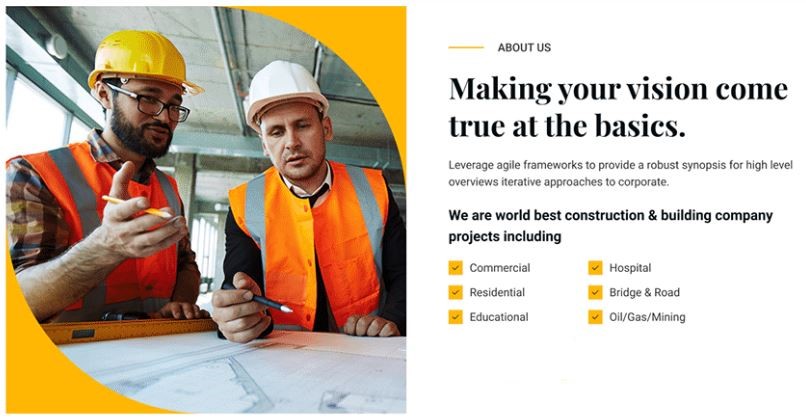 ABOUT US
Making your vision come
true at the basics.
Leverage agile frameworks to provide a robust synopsis for high level
overviews iterative approaches to corporate.
We are world best construction & building company
projects including
Commercial
Hospital
Residential
Bridge & Road
Educational
Oil/Gas/Mining